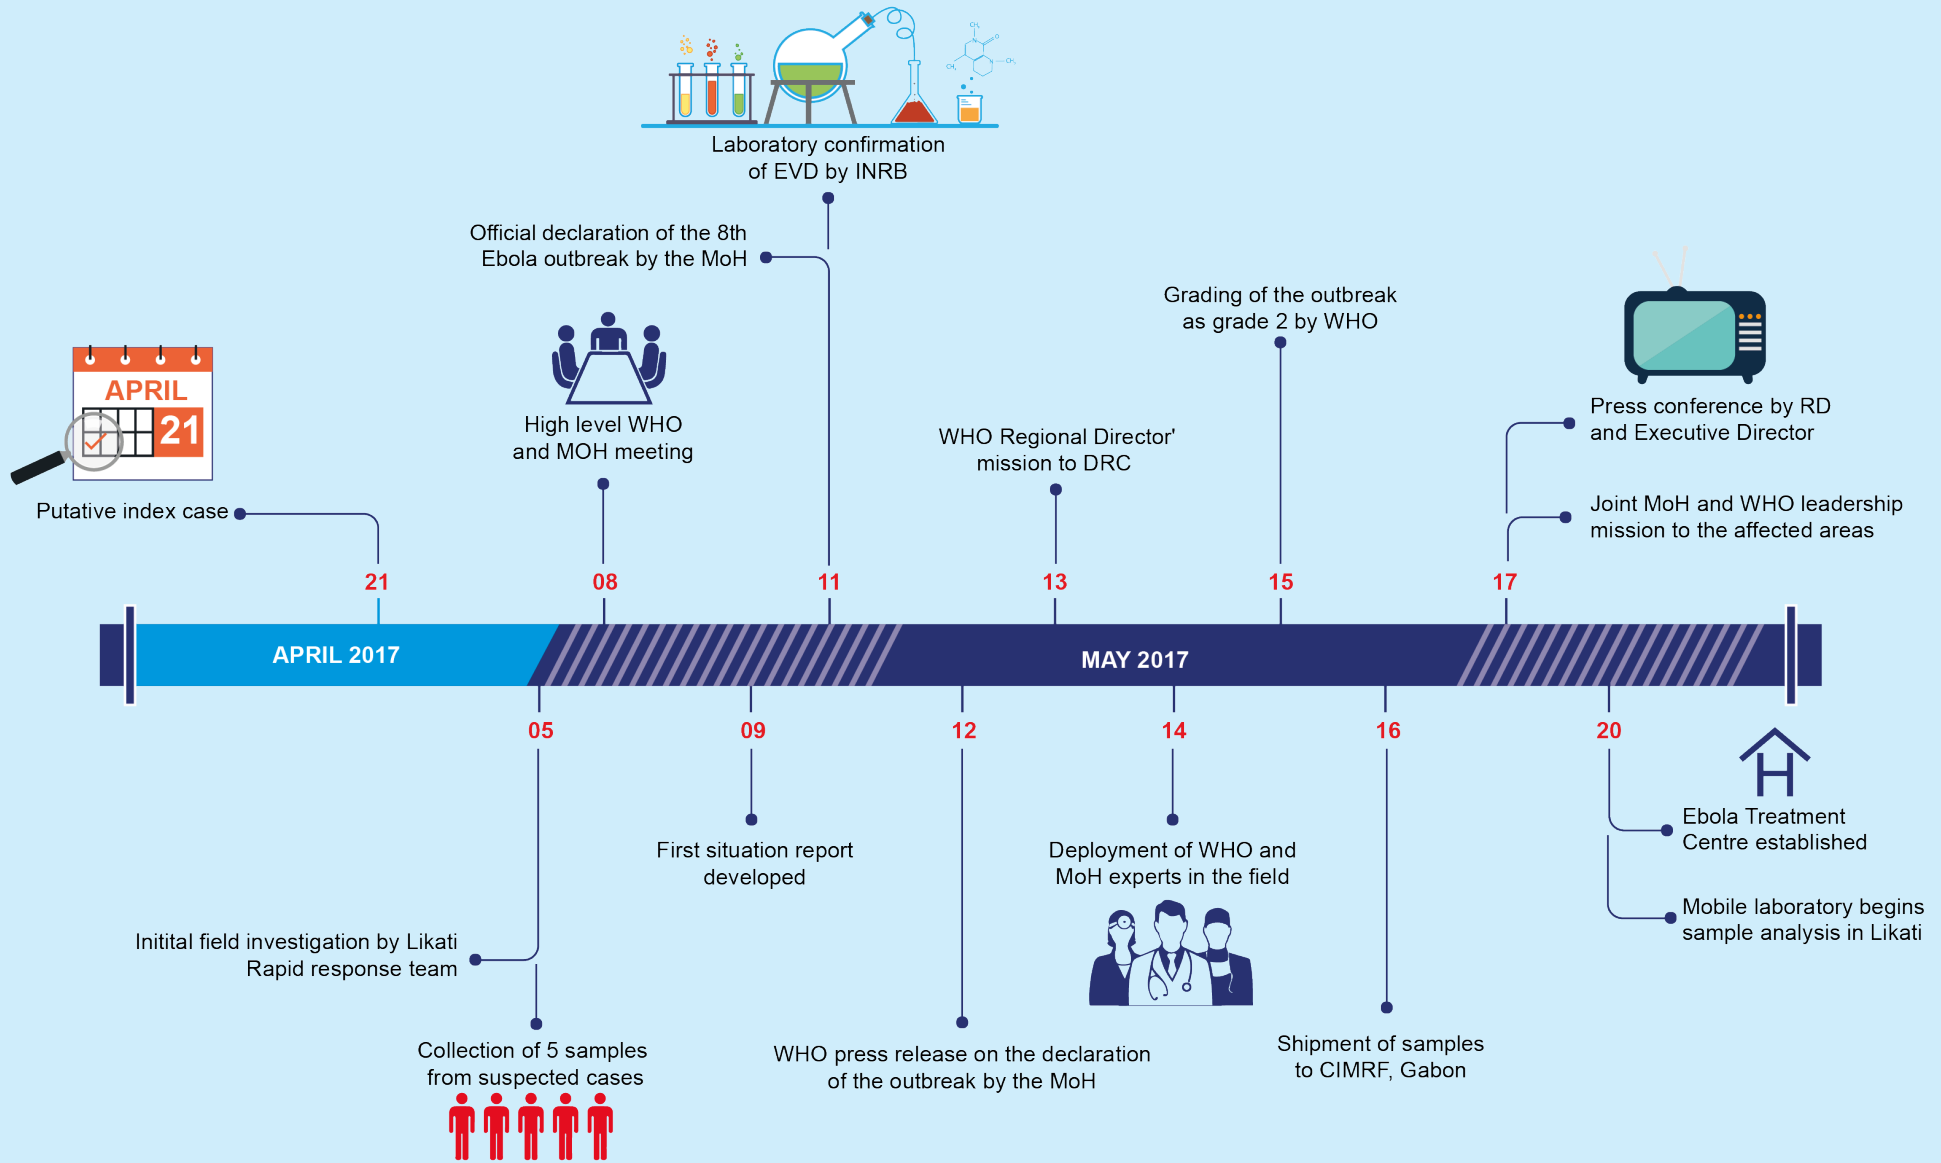 Laboratory confirmation
of EVD by INRB
Official declaration of the 8th
Ebola outbreak by the MoH
Grading of the outbreak
as grade 2 by WHO
APRIL
21
High level WHO
and MOH meeting
WHO Regional Director'
mission to DRC
Press conference by RD
and Executive Director
Putative index case
Joint MoH and WHO leadership
mission to the affected areas
21
08
11
13
15
17
APRIL 2017
MAY 2017
05
09
12
14
16
20
Ebola Treatment
Centre established
First situation report
developed
Deployment of WHO and
MoH experts in the field
Mobile laboratory begins
sample analysis in Likati
Initital field investigation by Likati
Rapid response team
Collection of 5 samples
from suspected cases
WHO press release on the declaration
of the outbreak by the MoH
Shipment of samples
to CIMRF, Gabon